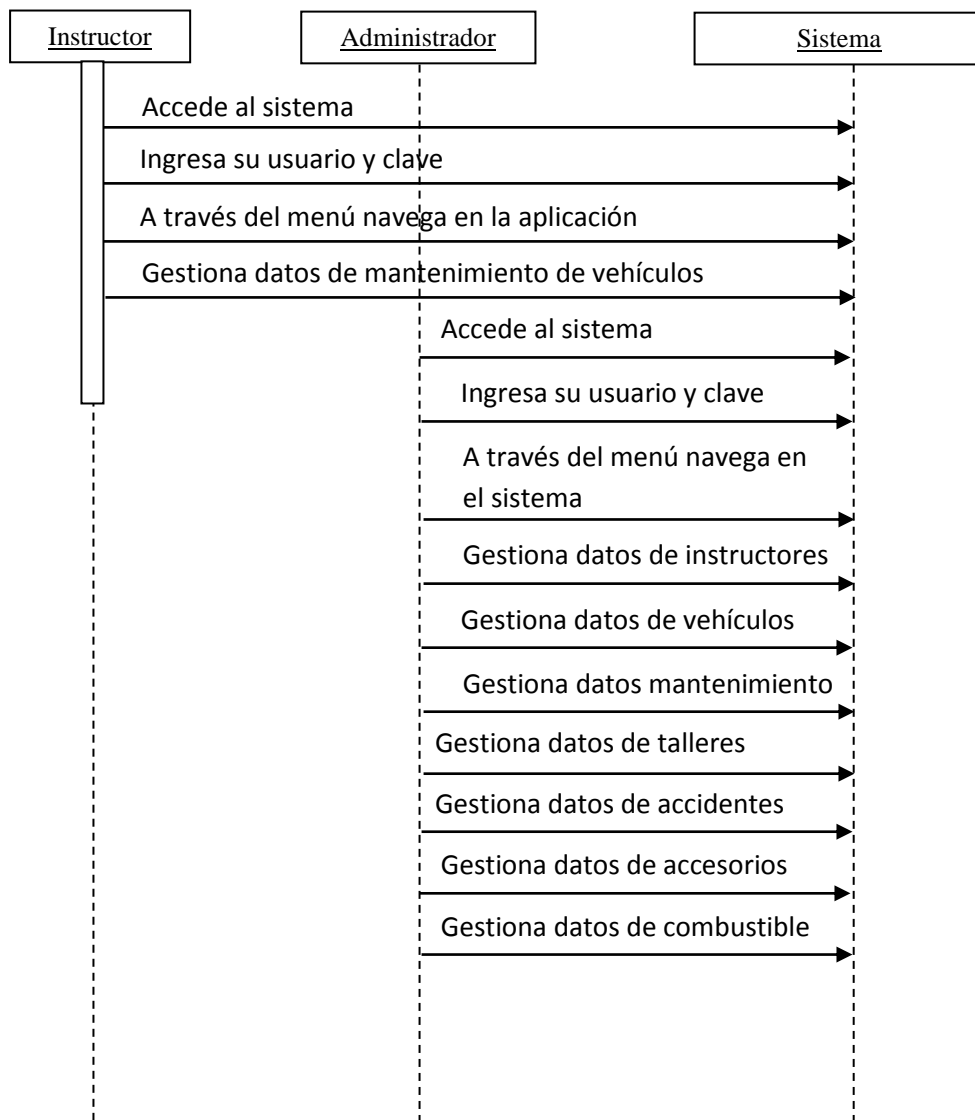 Instructor
Administrador
Sistema
Accede al sistema
Ingresa su usuario y clave
A través del menú navega en la aplicación
Gestiona datos de mantenimiento de vehículos
Accede al sistema
Ingresa su usuario y clave
A través del menú navega en
el sistema
Gestiona datos de instructores
Gestiona datos de vehículos
Gestiona datos mantenimiento
Gestiona datos de talleres
Gestiona datos de accidentes
Gestiona datos de accesorios
Gestiona datos de combustible